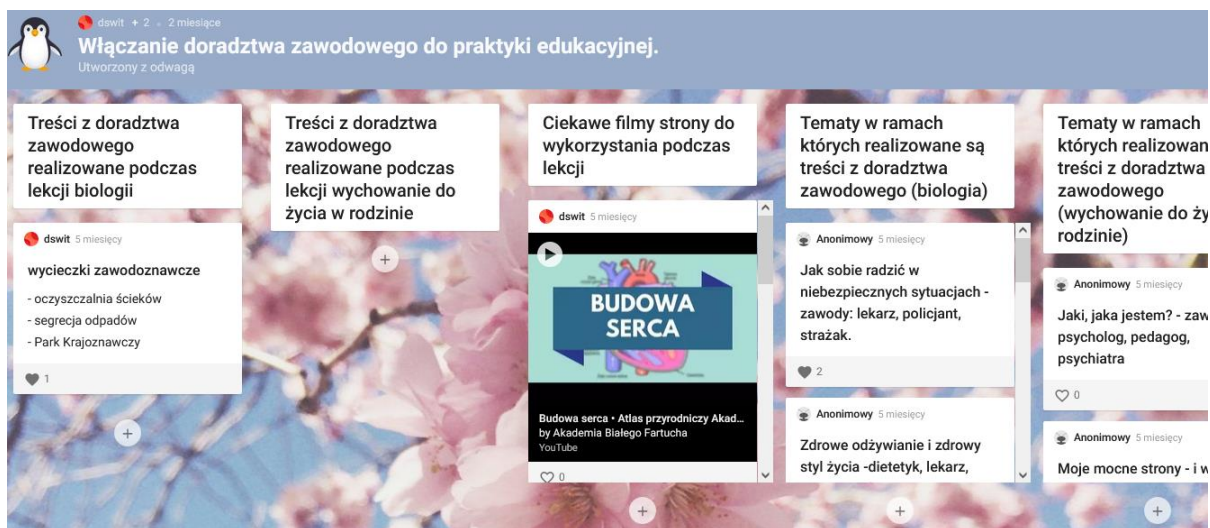 dswit + 2 • 2 miesiące
Włączanie doradztwa zawodowego do praktyki edukacyjnej.
Utworzony z odwagą
Treści z doradztwa
zawodowego
realizowane podczas
lekcji biologii
dswit 5 miesięcy
wycieczki zawodoznawcze
- oczyszczalnia ścieków
- segrecja odpadów
- Park Krajoznawczy
1
Treści z doradztwa
zawodowego
realizowane podczas
lekcji wychowanie do
życia w rodzinie
Ciekawe filmy strony do
wykorzystania podczas
lekcji
dswit 5 miesięcy
BUDOWA
SERCA
Budowa serca • Atlas przyrodniczy Akad...
by Akademia Białego Fartucha
YouTube
0
Tematy w ramach
których realizowane są
treści z doradztwa
zawodowego (biologia)
Anonimowy 5 miesięcy
Jak sobie radzić w
niebezpiecznych sytuacjach -
zawody: lekarz, policjant,
strażak.
2
Anonimowy 5 miesięcy
Zdrowe odżywianie i zdrowy
styl życia -dietetyk, lekarz,
Tematy w ramach
których realizowan
treści z doradztwa
zawodowego
(wychowanie do ży
rodzinie)
Anonimowy 5 miesięcy
Jaki, jaka jestem? - zaw
psycholog, pedagog,
psychiatra
0
Anonimowy 5 miesięcy
Moje mocne strony - i w